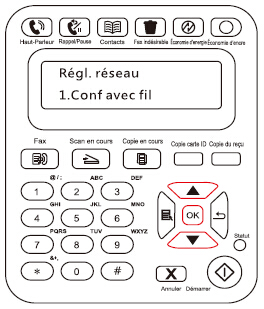 Haut-Parleur Rappel/Pause Contacts Fax indésirable Économie d'énergie Économie d'encre
Régl. réseau
1.Conf avec fil
Fax Scan en cours Copie en cours Copie carte ID Copie du reçu
@/: ABC DEF
1 2 3
GHI JKL MNO
4 5 6 OK
PQRS TUV WXYZ
7 8 9 Statut
&*,
* 0 # X
Annuler Démarrer